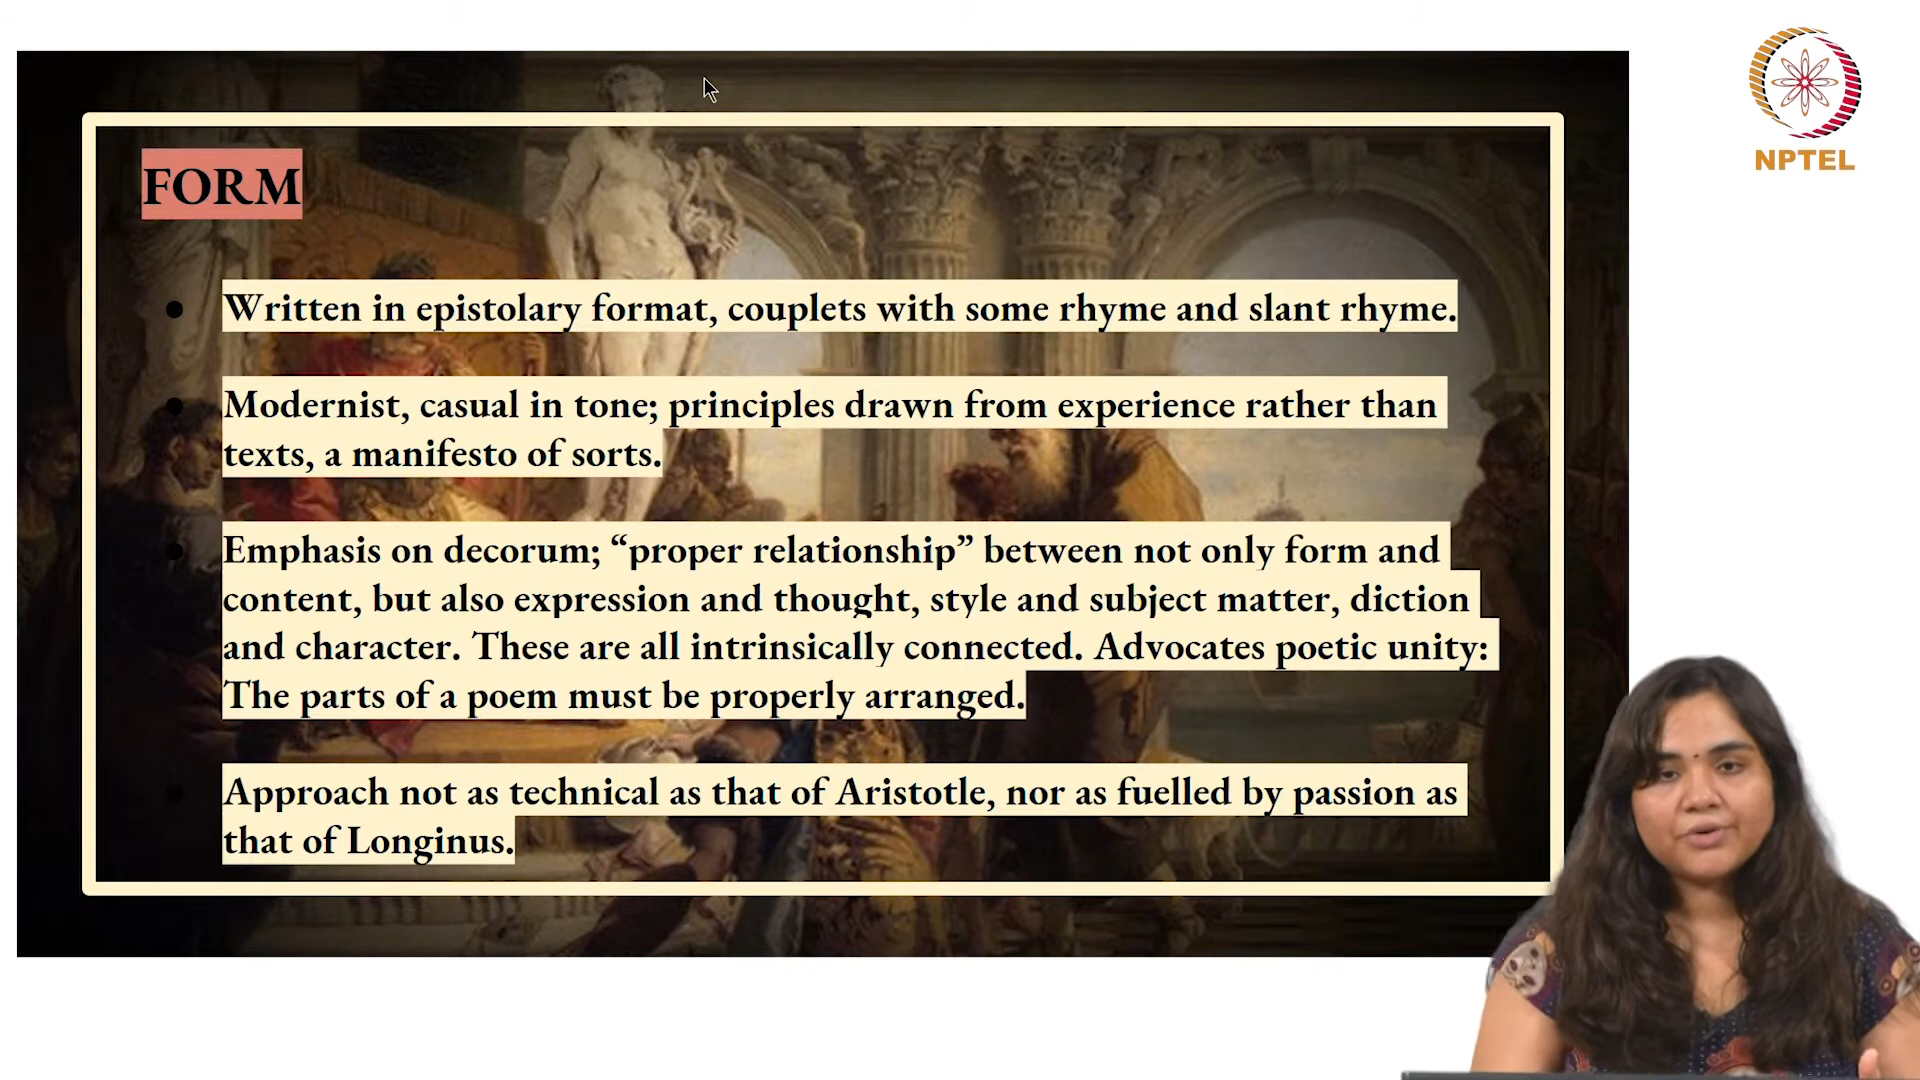 NPTEL
FORM
Written in epistolary format, couplets with some rhyme and slant rhyme.
Modernist, casual in tone; principles drawn from experience rather than
texts, a manifesto of sorts.
Emphasis on decorum; “proper relationship” between not only form and
content, but also expression and thought, style and subject matter, diction
and character. These are all intrinsically connected. Advocates poetic unity:
The parts of a poem must be properly arranged.
Approach not as technical as that of Aristotle, nor as fuelled by passion as
that of Longinus.